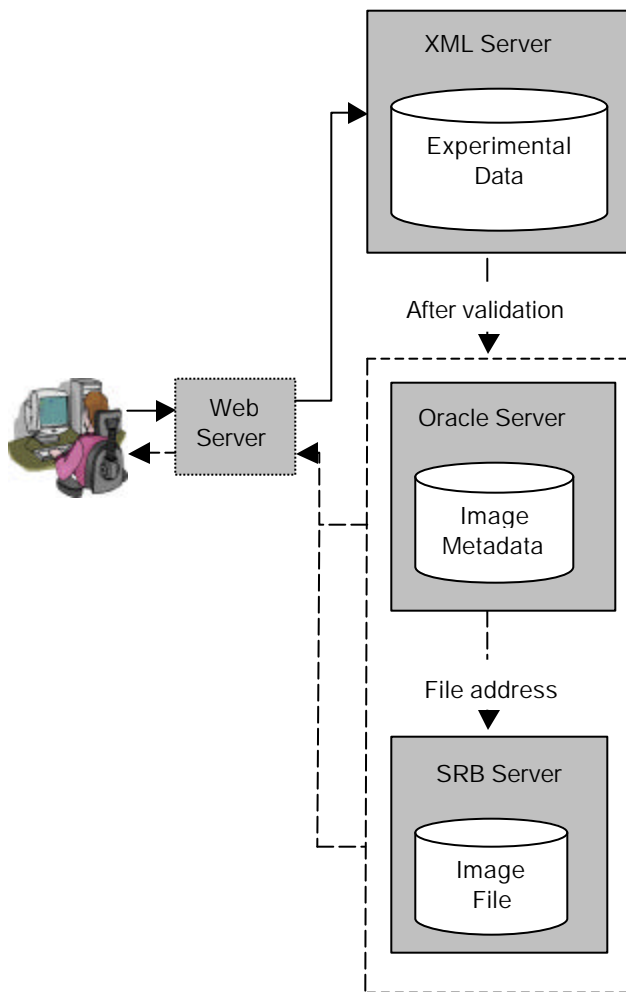 XML Server
Experimental
Data
After validation
Web
Server
Oracle Server
Image
Metadata
File address
SRB Server
Image
File